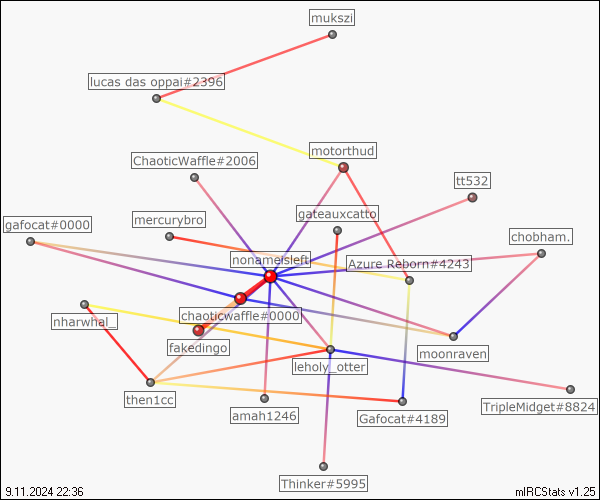 mukszi
lucas das oppai#2396
motorthud
ChaoticWaffle#2006
tt532
gateauxcatto
mercurybro
gafocat#0000
chobham.
nonameisleft
Azure Reborn#4243
chaoticwaffle#0000
nharwhal_
fakedingo
moonraven
leholy_otter
then1cc
amah1246
Gafocat#4189
TripleMidget#8824
Thinker#5995
9.11.2024 22:36
mIRCStats v1.25